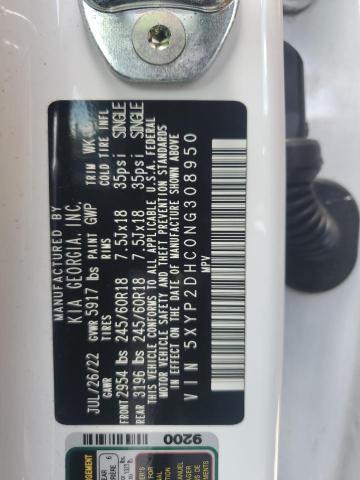 MANUFACTURED BY
KIA GEORGIA, INC.
JUL/26/22 GVWR 5917 lbs PAINT GWP TRIM WK
GAWR TIRES RIMS COLD TIRE INFL
FRONT 2954 lbs 245/60R18 7.5Jx18 35psi SINGLE
REAR 3196 lbs 245/60R18 7.5Jx18 35psi SINGLE
THIS VEHICLE CONFORMS TO ALL APPLICABLE U.S.A. FEDERAL
MOTOR VEHICLE SAFETY AND BUMPER STANDARDS
IN EFFECT ON THE DATE OF MANUFACTURE SHOWN ABOVE
VIN 5XYP2DHC0NG308950
MPV
9200